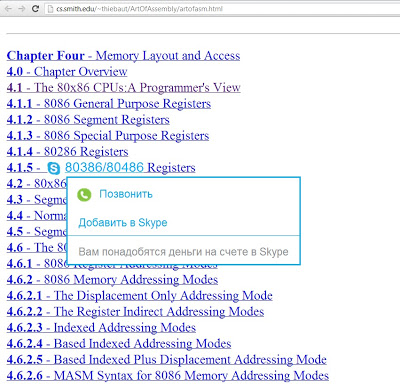 cs.smith.edu/~thiebaut/ArtOfAssembly/artofasm.html
Chapter Four - Memory Layout and Access
4.0 - Chapter Overview
4.1 - The 80x86 CPUs:A Programmer's View
4.1.1 - 8086 General Purpose Registers
4.1.2 - 8086 Segment Registers
4.1.3 - 8086 Special Purpose Registers
4.1.4 - 80286 Registers
4.1.5 - 80386/80486 Registers
4.2 - 80x86
Позвонить
4.3 - Segme
4.4 - Norma
Добавить в Skype
4.5 - Segme
4.6 - The 80
Вам понадобятся деньги на счете в Skype
4.6.1 - 8086 Register Addressing Modes
4.6.2 - 8086 Memory Addressing Modes
4.6.2.1 - The Displacement Only Addressing Mode
4.6.2.2 - The Register Indirect Addressing Modes
4.6.2.3 - Indexed Addressing Modes
4.6.2.4 - Based Indexed Addressing Modes
4.6.2.5 - Based Indexed Plus Displacement Addressing Mode
4.6.2.6 - MASM Syntax for 8086 Memory Addressing Modes